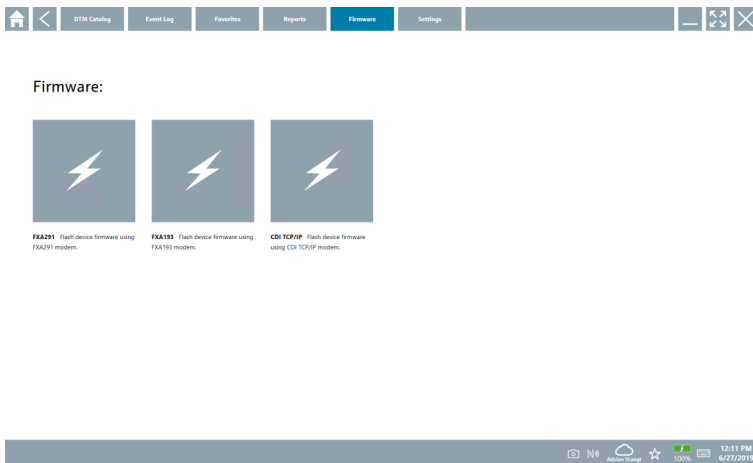 DTM Catalog Event Log Favorites Reports Firmware Settings
Firmware:
FXA291 Flash device firmware using
FXA291 modem.
FXA193 Flash device firmware using
FXA193 modem.
CDI TCP/IP Flash device firmware
using CDI TCP/IP modem.
Adrian Stangl
100%
12:11 PM
6/27/2019